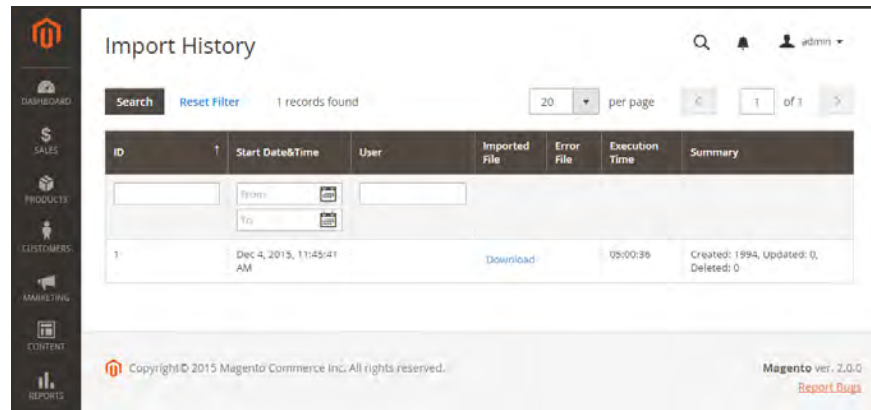 Import History
admin
DASHBOARD
SALES
PRODUCTS
CUSTOMERS
MARKETING
CONTENT
REPORTS
Search Reset Filter 1 records found 20 per page 1 of 1
ID ↑ Start Date&Time User Imported File Error File Execution Time Summary
From
To
1 Dec 4, 2015, 11:45:41 AM Download 05:00:36 Created: 1994, Updated: 0, Deleted: 0
Copyright© 2015 Magento Commerce Inc. All rights reserved.
Magento ver. 2.0.0
Report Bugs